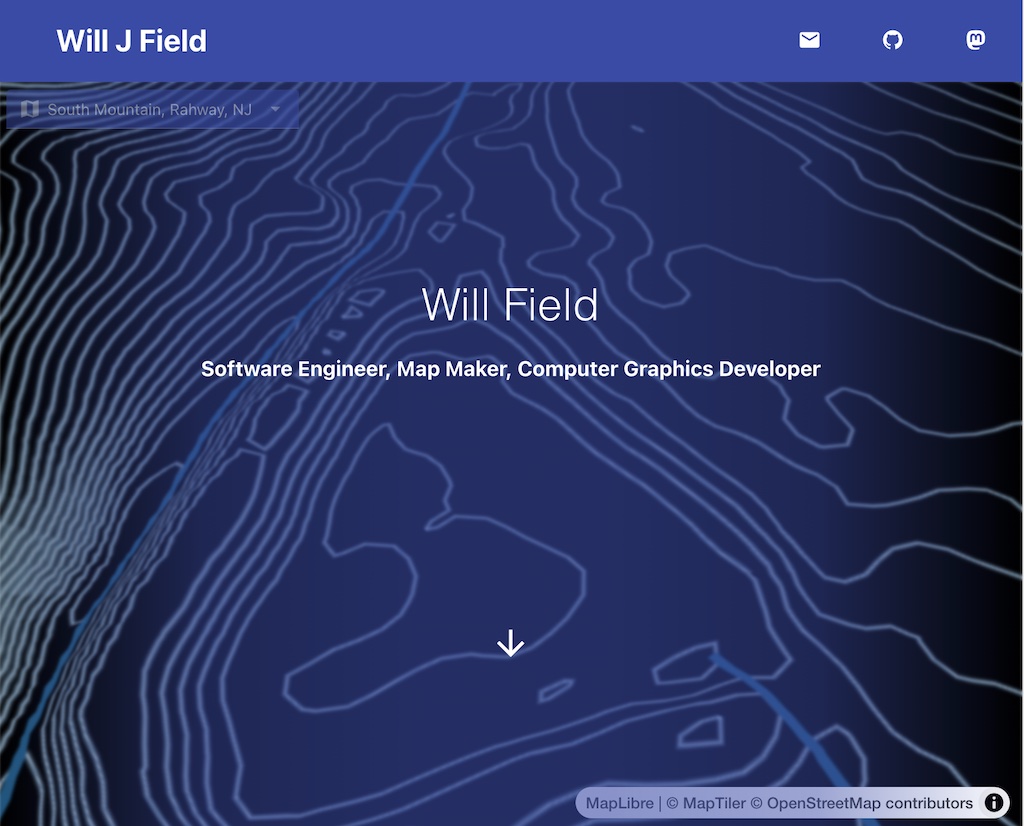 Will J Field
South Mountain, Rahway, NJ
Will Field
Software Engineer, Map Maker, Computer Graphics Developer
MapLibre | © MapTiler © OpenStreetMap contributors